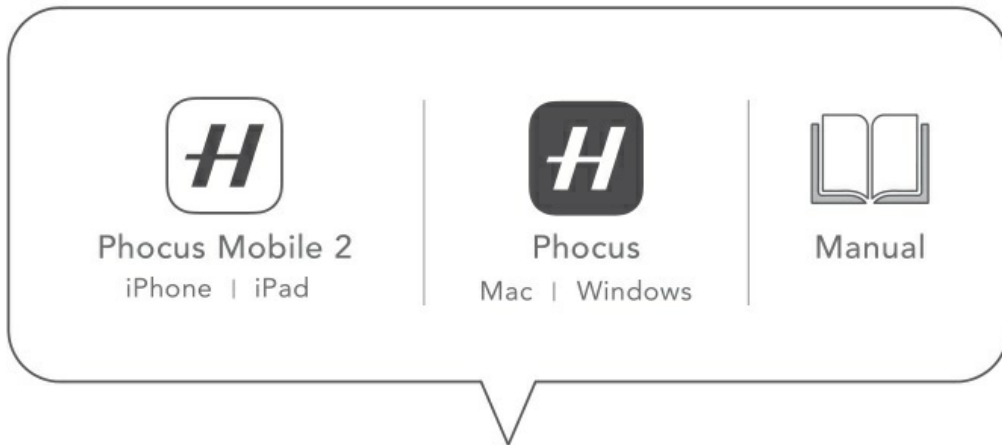 Phocus Mobile 2
iPhone | iPad
Phocus
Mac | Windows
Manual